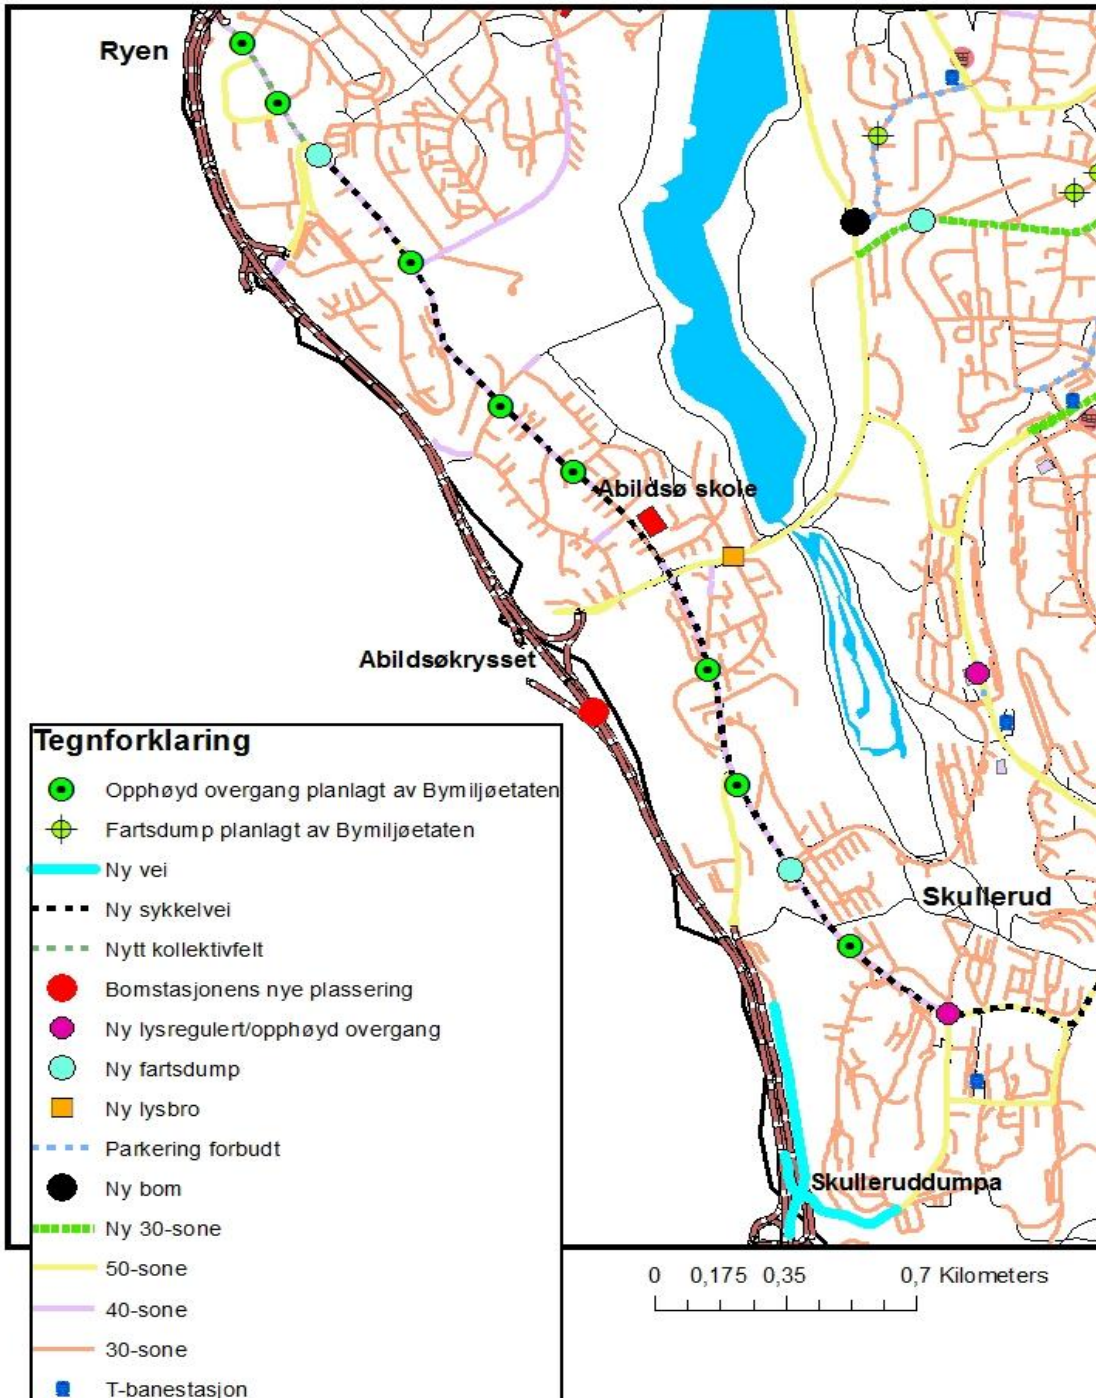 Ryen
Abildsø skole
Abildsøkrysset
Tegnforklaring
Opphøyd overgang planlagt av Bymiljøetaten
Fartsdump planlagt av Bymiljøetaten
Ny vei
Ny sykkelvei
Nytt kollektivfelt
Bomstasjonens nye plassering
Ny lysregulert/opphøyd overgang
Ny fartsdump
Ny lysbro
Parkering forbudt
Ny bom
Ny 30-sone
50-sone
40-sone
30-sone
T-banestasjon
Skullerud
Skulleruddumpa
0 0,175 0,35 0,7 Kilometers